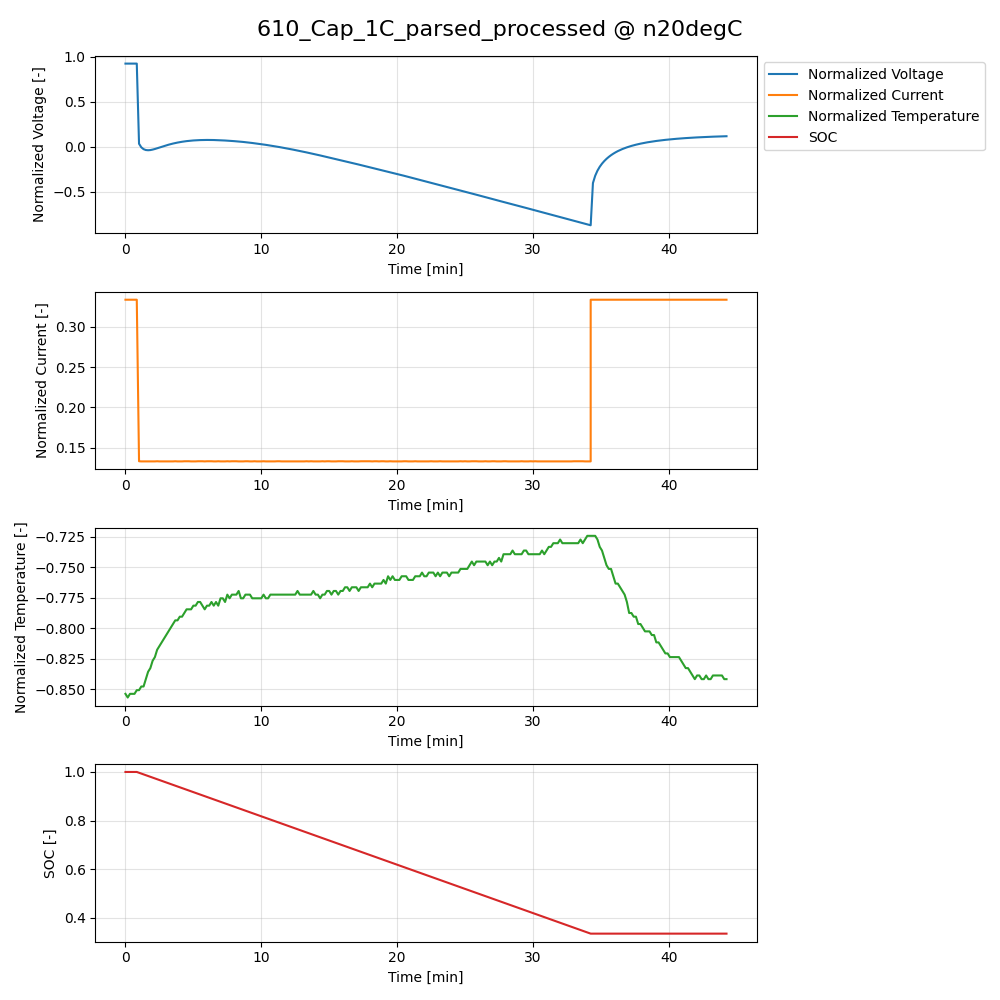 610_Cap_1C_parsed_processed @ n20degC
Normalized Voltage [-]
1.0
0.5
0.0
−0.5
0 10 20 30 40
Time [min]
Normalized Voltage
Normalized Current
Normalized Temperature
SOC
Normalized Current [-]
0.30
0.25
0.20
0.15
0 10 20 30 40
Time [min]
Normalized Temperature [-]
−0.725
−0.750
−0.775
−0.800
−0.825
−0.850
0 10 20 30 40
Time [min]
SOC [-]
1.0
0.8
0.6
0.4
0 10 20 30 40
Time [min]